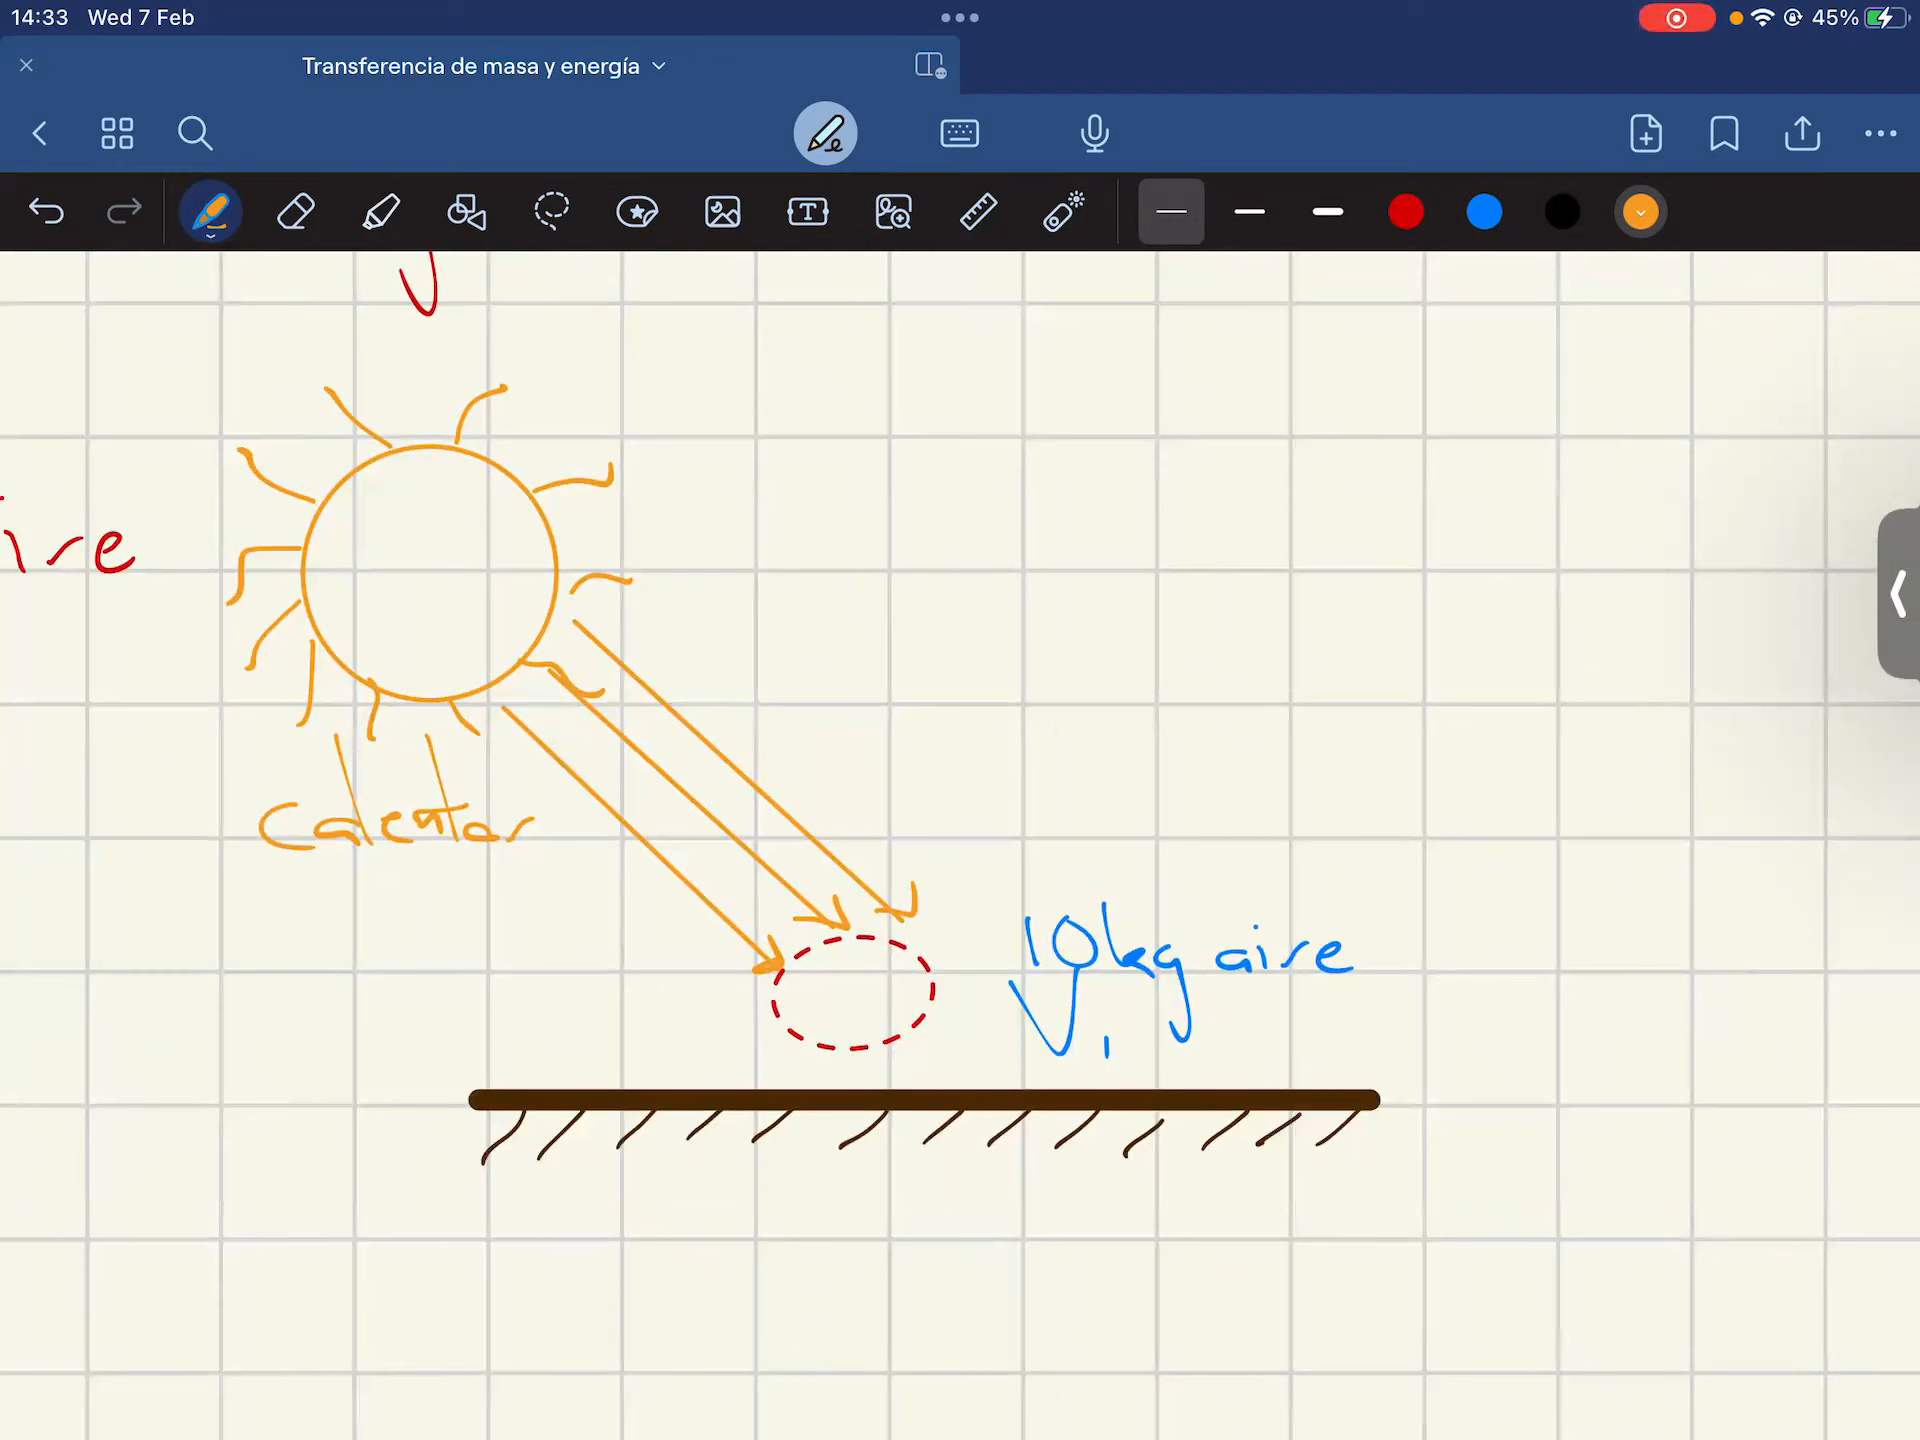 14:33 Wed 7 Feb
45%
Transferencia de masa y energía
ire
Calentar
10kg aire
V1